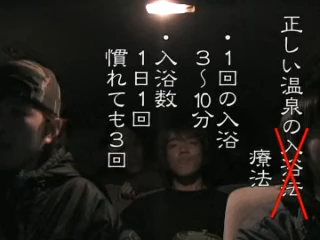 正しい温泉の入浴法
療法
・１回の入浴
３～10分
・入浴数
１日１回
慣れても３回